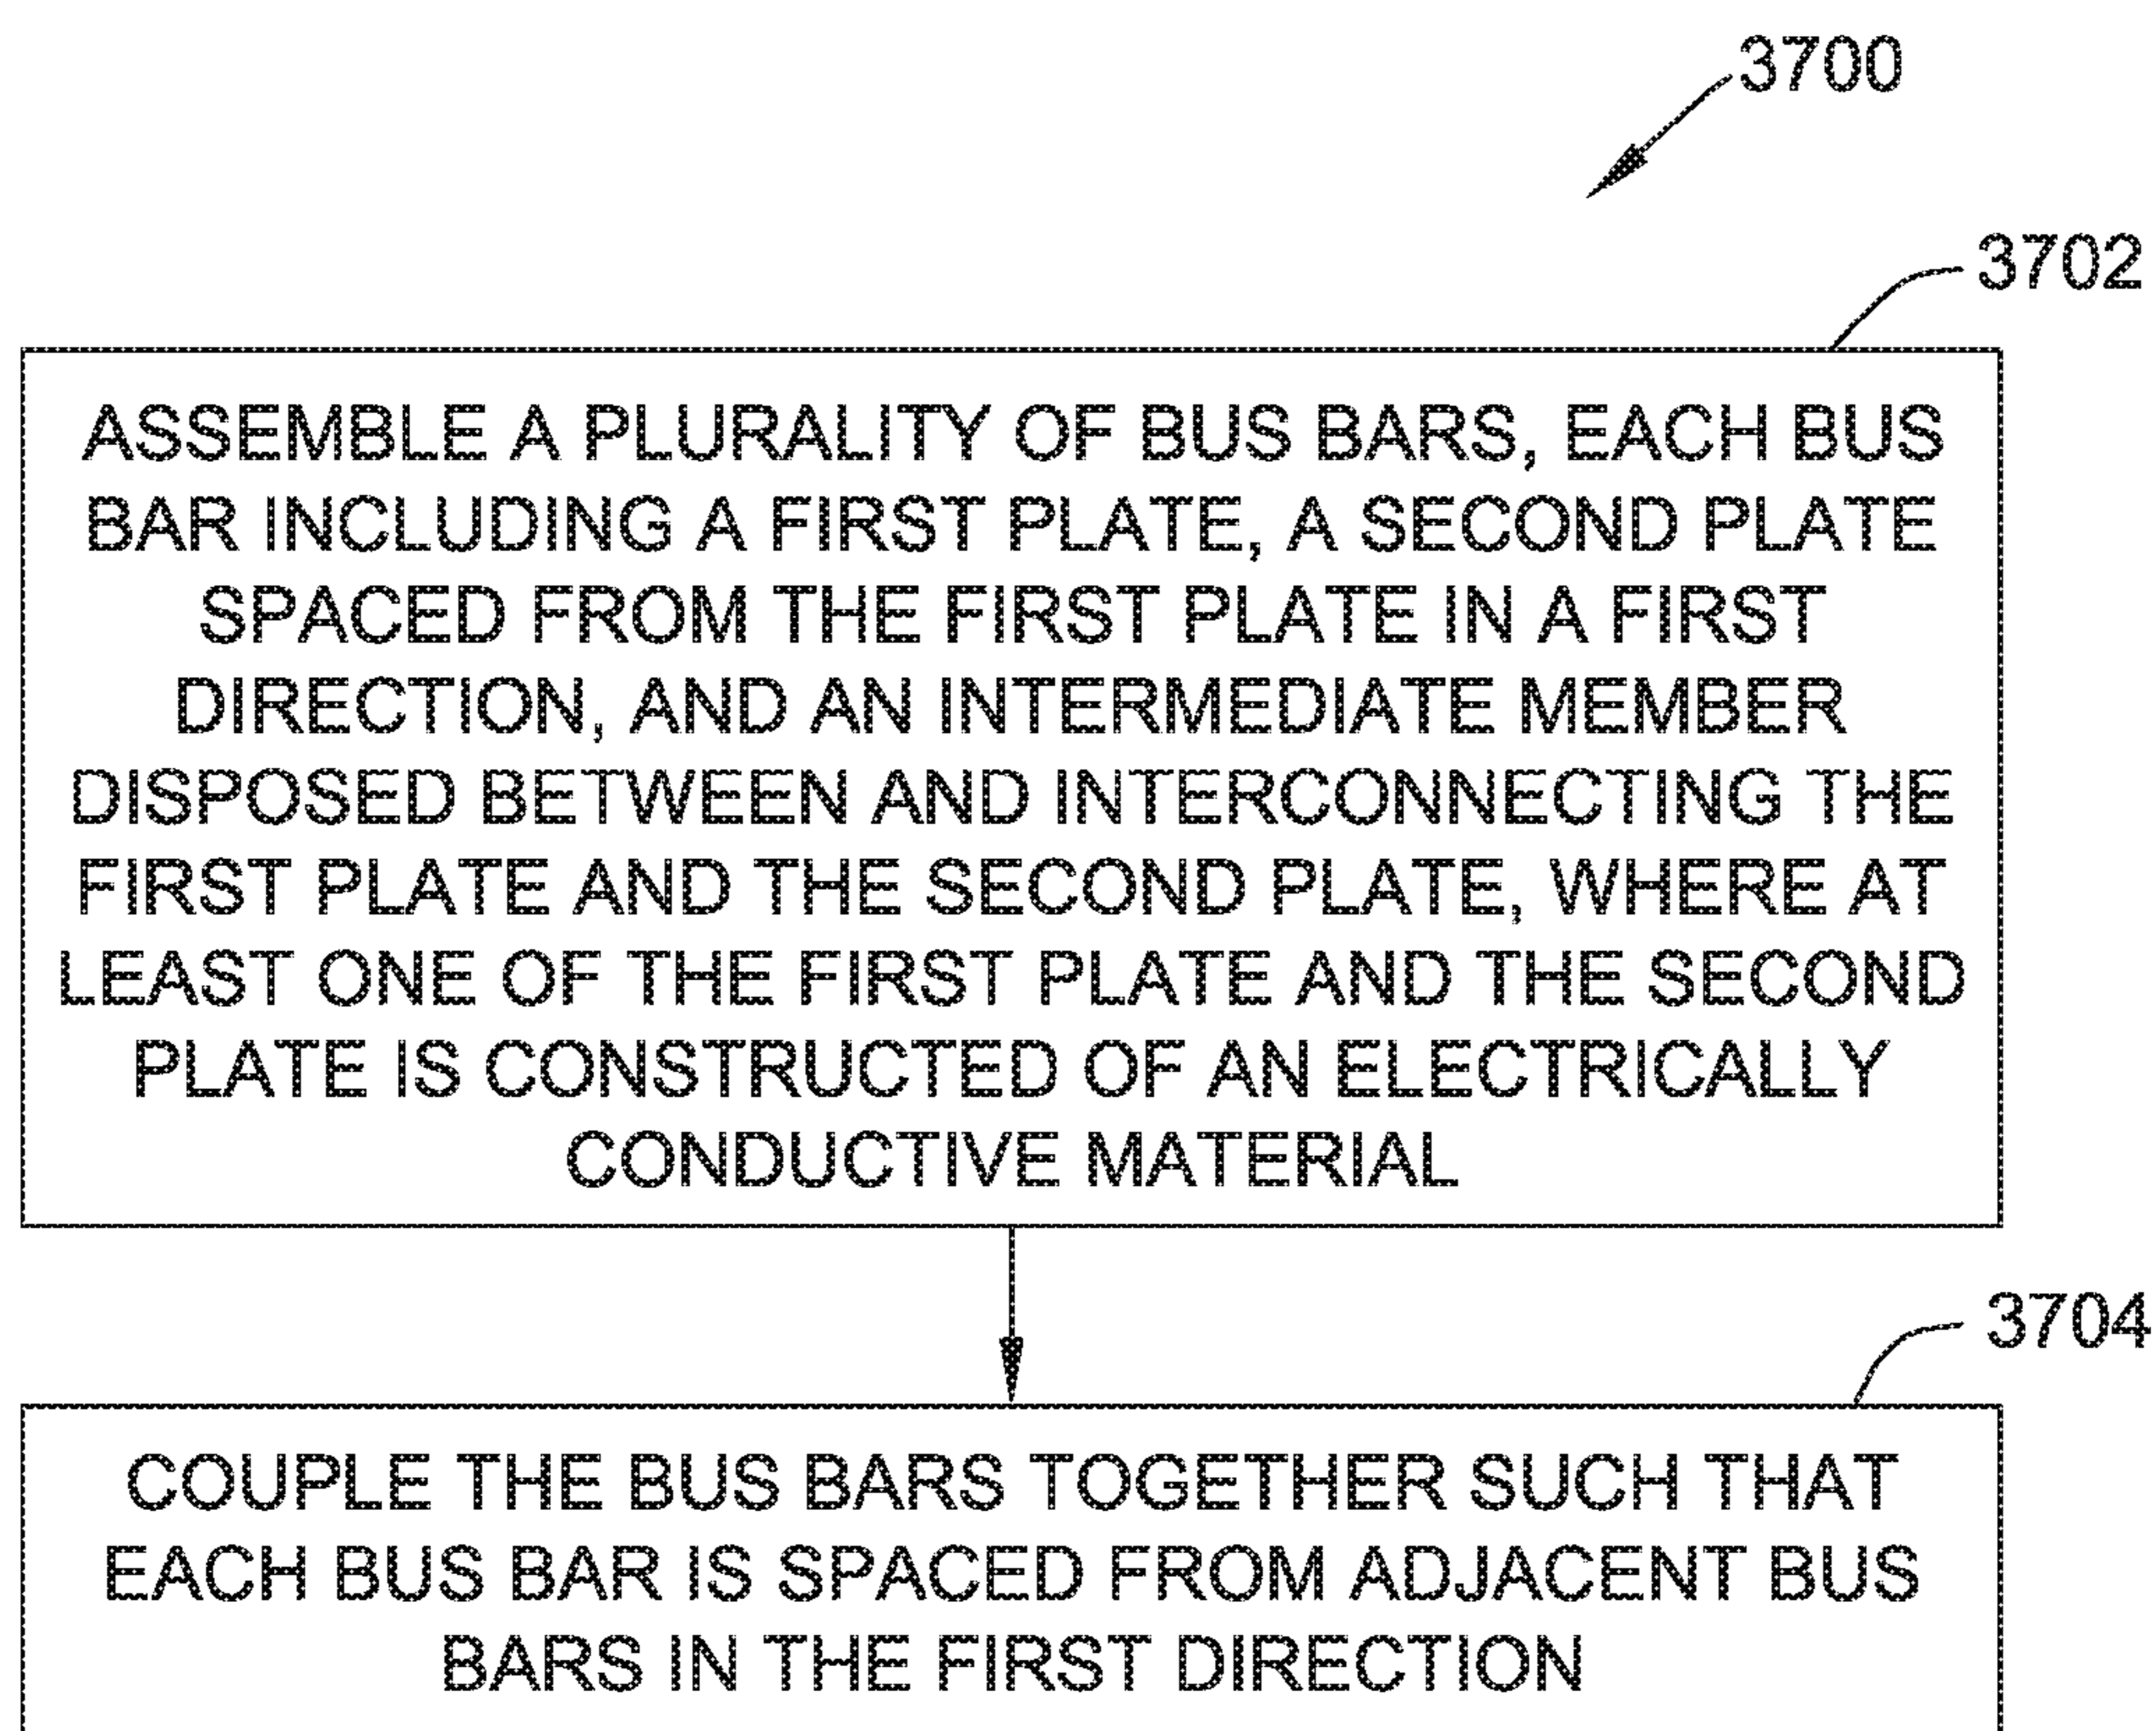 3700
3702
ASSEMBLE A PLURALITY OF BUS BARS, EACH BUS
BAR INCLUDING A FIRST PLATE, A SECOND PLATE
SPACED FROM THE FIRST PLATE IN A FIRST
DIRECTION, AND AN INTERMEDIATE MEMBER
DISPOSED BETWEEN AND INTERCONNECTING THE
FIRST PLATE AND THE SECOND PLATE, WHERE AT
LEAST ONE OF THE FIRST PLATE AND THE SECOND
PLATE IS CONSTRUCTED OF AN ELECTRICALLY
CONDUCTIVE MATERIAL
3704
COUPLE THE BUS BARS TOGETHER SUCH THAT
EACH BUS BAR IS SPACED FROM ADJACENT BUS
BARS IN THE FIRST DIRECTION